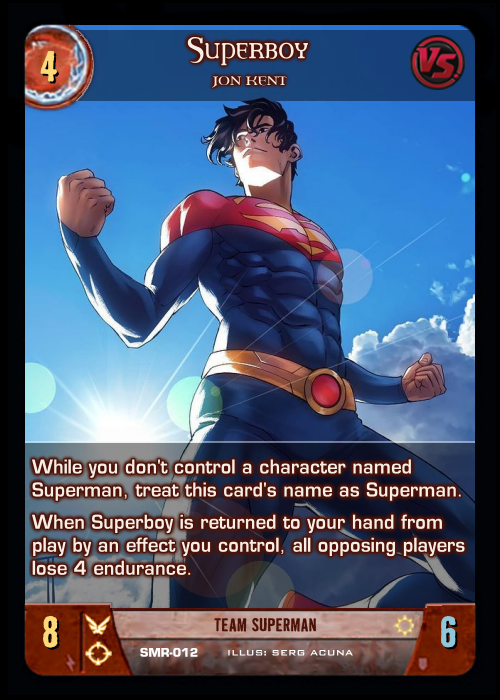 4
SUPERBOY
JON KENT
VS
While you don't control a character named
Superman, treat this card's name as Superman.
When Superboy is returned to your hand from
play by an effect you control, all opposing players
lose 4 endurance.
8
TEAM SUPERMAN
6
SMR-012 ILLUS: SERG ACUNA